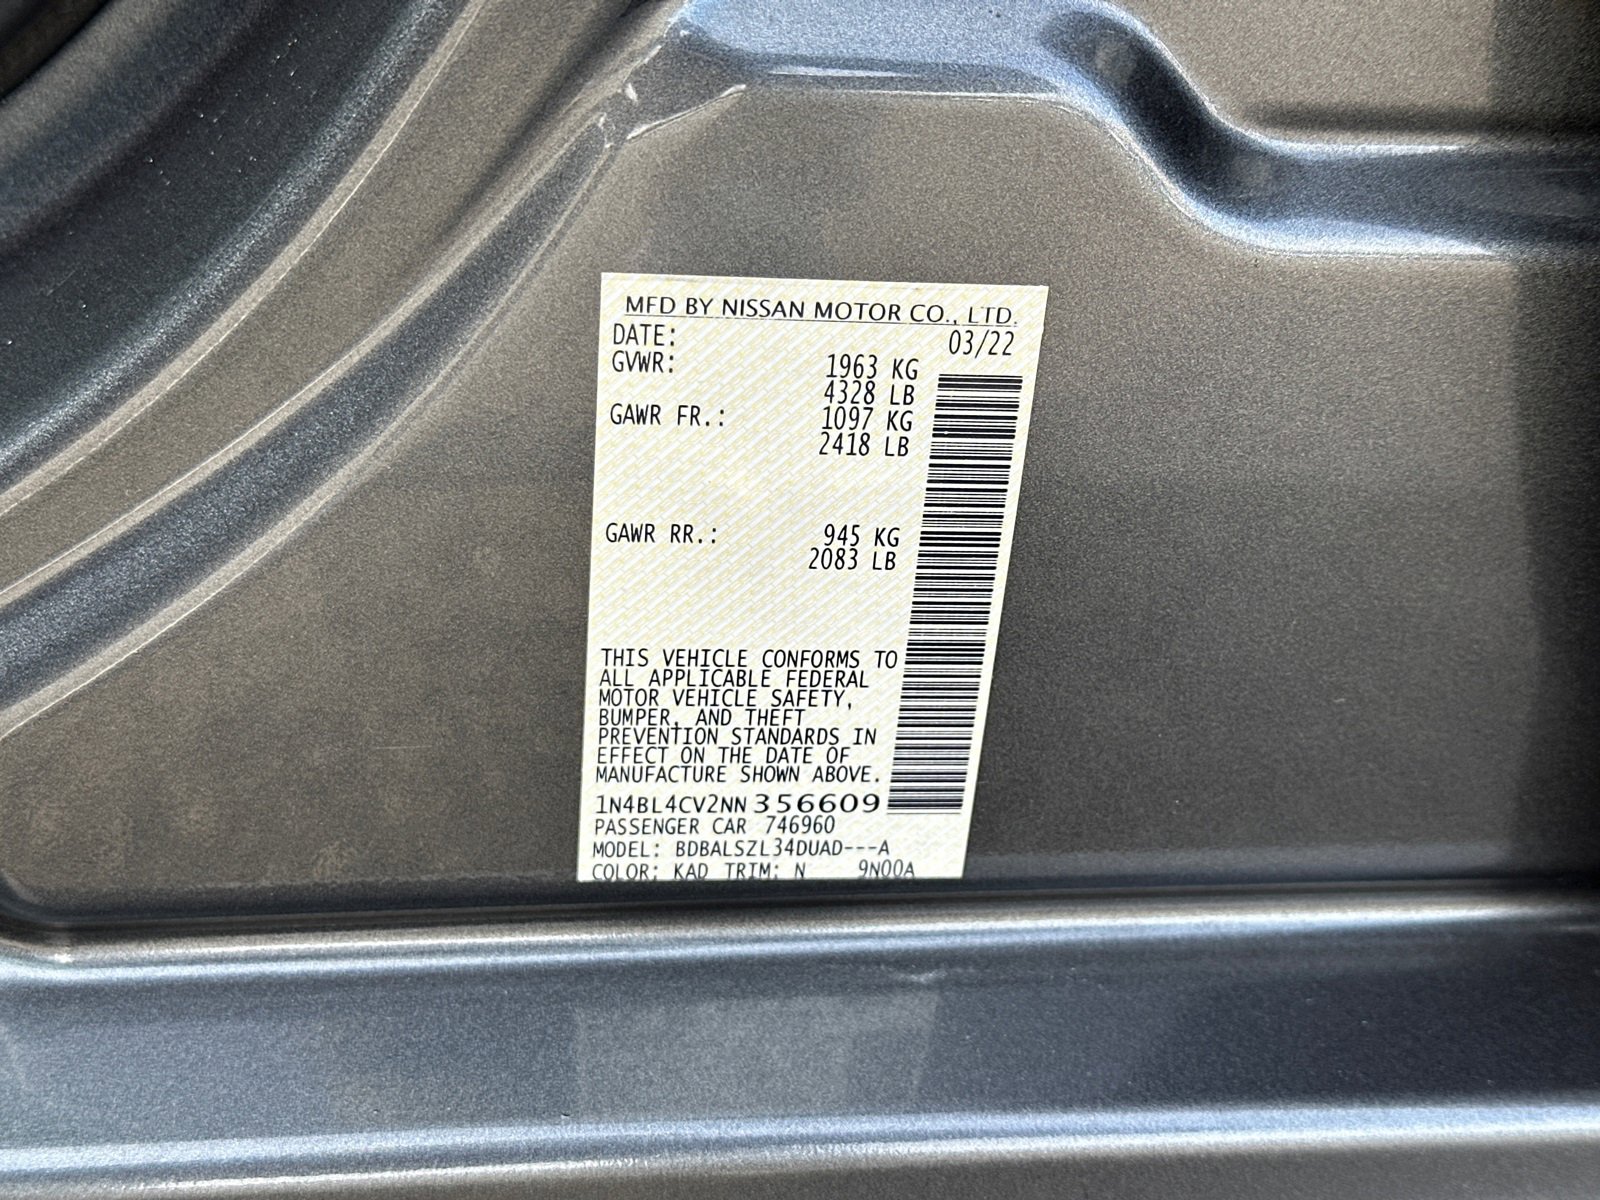 MFD BY NISSAN MOTOR CO., LTD.
DATE: 03/22
GVWR: 1963 KG
4328 LB
GAWR FR.: 1097 KG
2418 LB
GAWR RR.: 945 KG
2083 LB
THIS VEHICLE CONFORMS TO
ALL APPLICABLE FEDERAL
MOTOR VEHICLE SAFETY,
BUMPER, AND THEFT
PREVENTION STANDARDS IN
EFFECT ON THE DATE OF
MANUFACTURE SHOWN ABOVE.
1N4BL4CV2NN356609
PASSENGER CAR 746960
MODEL: BDBALSZL34DUAD---A
COLOR: KAD TRIM: N 9N00A